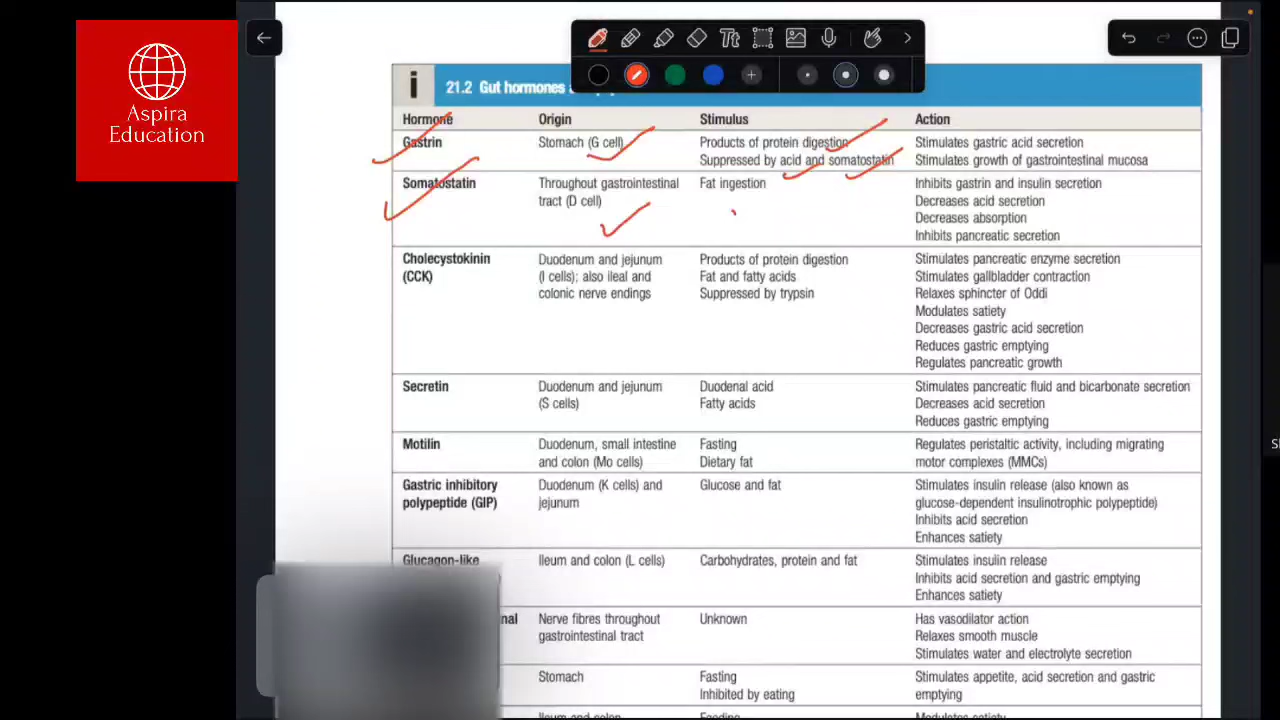 Aspira
Education
Tt
i
21.2 Gut hormones
Hormone Origin Stimulus Action
Gastrin Stomach (G cell) Products of protein digestion Stimulates gastric acid secretion
Suppressed by acid and somatostatin Stimulates growth of gastrointestinal mucosa
Somatostatin Throughout gastrointestinal Fat ingestion Inhibits gastrin and insulin secretion
tract (D cell) Decreases acid secretion
Decreases absorption
Inhibits pancreatic secretion
Cholecystokinin Duodenum and jejunum Products of protein digestion Stimulates pancreatic enzyme secretion
(CCK) (I cells); also ileal and Fat and fatty acids Stimulates gallbladder contraction
colonic nerve endings Suppressed by trypsin Relaxes sphincter of Oddi
Modulates satiety
Decreases gastric acid secretion
Reduces gastric emptying
Regulates pancreatic growth
Secretin Duodenum and jejunum Duodenal acid Stimulates pancreatic fluid and bicarbonate secretion
(S cells) Fatty acids Decreases acid secretion
Reduces gastric emptying
Motilin Duodenum, small intestine Fasting Regulates peristaltic activity, including migrating
and colon (Mo cells) Dietary fat motor complexes (MMCs)
Gastric inhibitory Duodenum (K cells) and Glucose and fat Stimulates insulin release (also known as
polypeptide (GIP) jejunum glucose-dependent insulinotrophic polypeptide)
Inhibits acid secretion
Enhances satiety
Glucagon-like Ileum and colon (L cells) Carbohydrates, protein and fat Stimulates insulin release
Inhibits acid secretion and gastric emptying
Enhances satiety
nal Nerve fibres throughout Unknown Has vasodilator action
gastrointestinal tract Relaxes smooth muscle
Stimulates water and electrolyte secretion
Stomach Fasting Stimulates appetite, acid secretion and gastric
Inhibited by eating emptying
Ileum and colon Feeding Modulates satiety